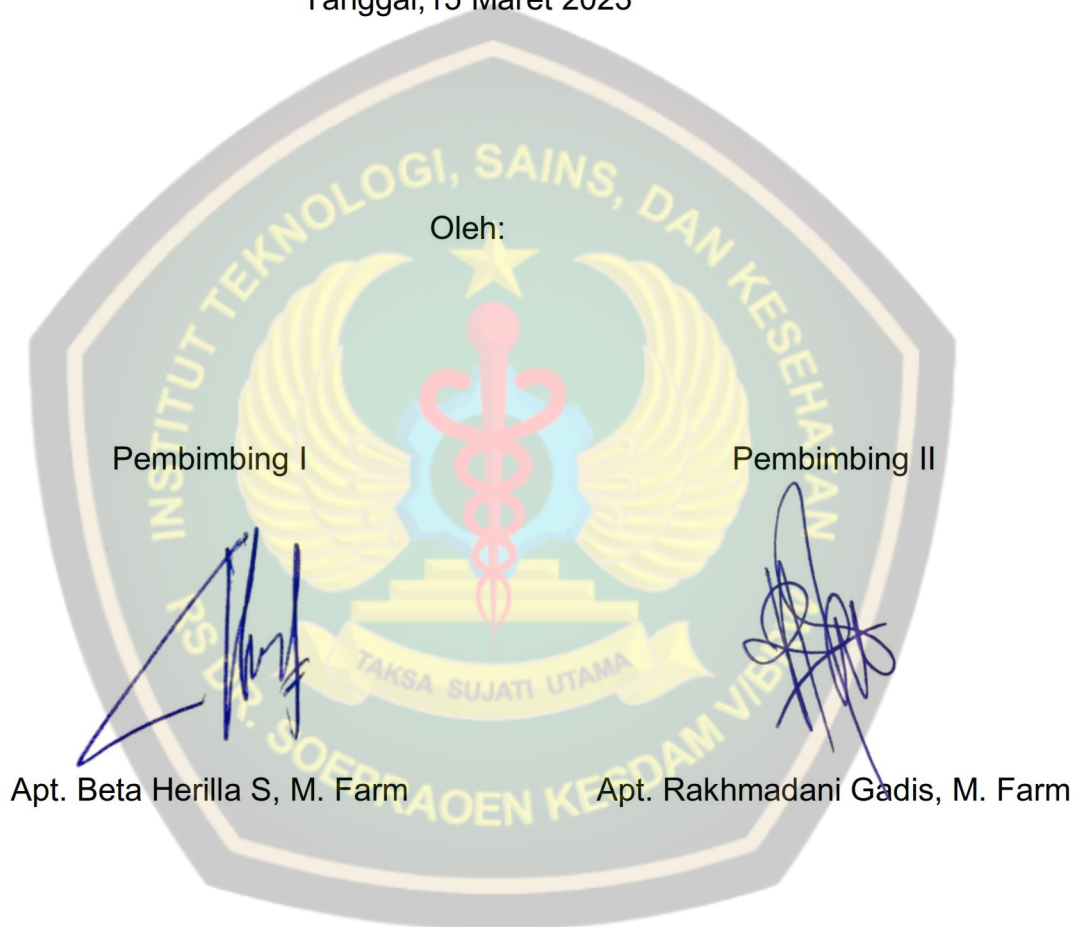 Tanggal, 15 Maret 2023
Oleh:
INSTITUT TEKNOLOGI, SAINS, DAN KESEHATAN
Pembimbing I
Pembimbing II
TAKSA SUJATI UTAMA
RS DR. SOEPRAOEN KESDAM V/BRW
Apt. Beta Herilla S, M. Farm
Apt. Rakhmadani Gadis, M. Farm